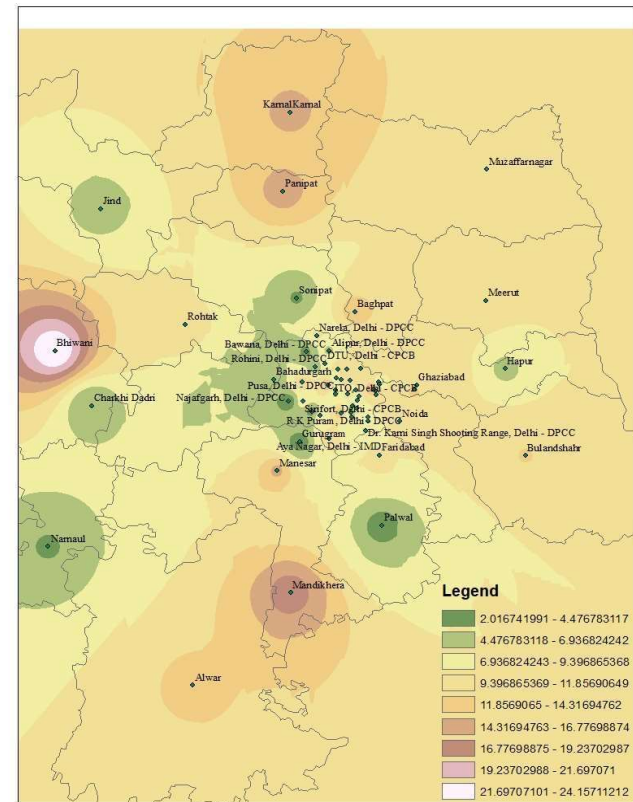 KarnalKarnal
Muzaffarnagar
Panipat
Jind
Sonipat
Meerut
Baghpat
Rohtak
Narela, Delhi - DPCC
Bawana, Delhi - DPCC
Alipur, Delhi - DPCC
Bhiwani
Rohini, Delhi - DPCC
DTU, Delhi - CPCB
Hapur
Bahadurgarh
Ghaziabad
Pusa, Delhi - DPCC
ITO, Delhi - CPCB
Charkhi Dadri
Najafgarh, Delhi - DPCC
Sirifort, Delhi - CPCB
Noida
R K Puram, Delhi - DPCC
Dr. Karni Singh Shooting Range, Delhi - DPCC
Gurugram
Aya Nagar, Delhi - IMD
Faridabad
Bulandshahr
Manesar
Palwal
Narnaul
Mandikhera
Alwar
Legend
2.016741991 - 4.476783117
4.476783118 - 6.936824242
6.936824243 - 9.396865368
9.396865369 - 11.85690649
11.8569065 - 14.31694762
14.31694763 - 16.77698874
16.77698875 - 19.23702987
19.23702988 - 21.697071
21.69707101 - 24.15711212